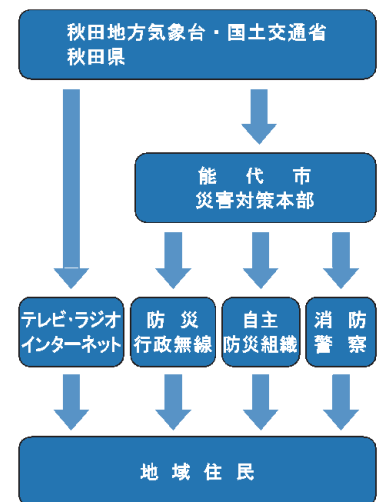 秋田地方気象台・国土交通省
秋田県
能代市
災害対策本部
テレビ・ラジオ
インターネット
防災
行政無線
自主
防災組織
消防
警察
地域住民